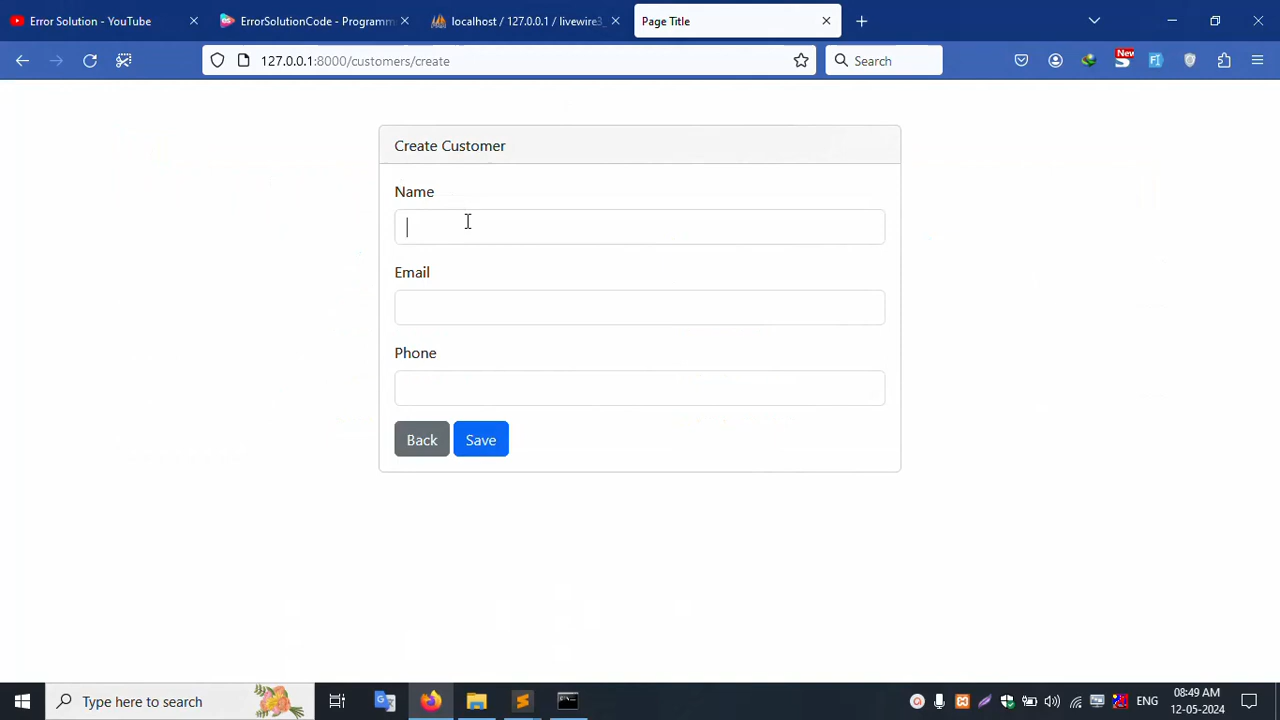 Error Solution - YouTube
ErrorSolutionCode - Programm
localhost / 127.0.0.1 / livewire3
Page Title
127.0.0.1:8000/customers/create
Search
New
Create Customer
Name
Email
Phone
Back Save
Type here to search
ENG
08:49 AM
12-05-2024